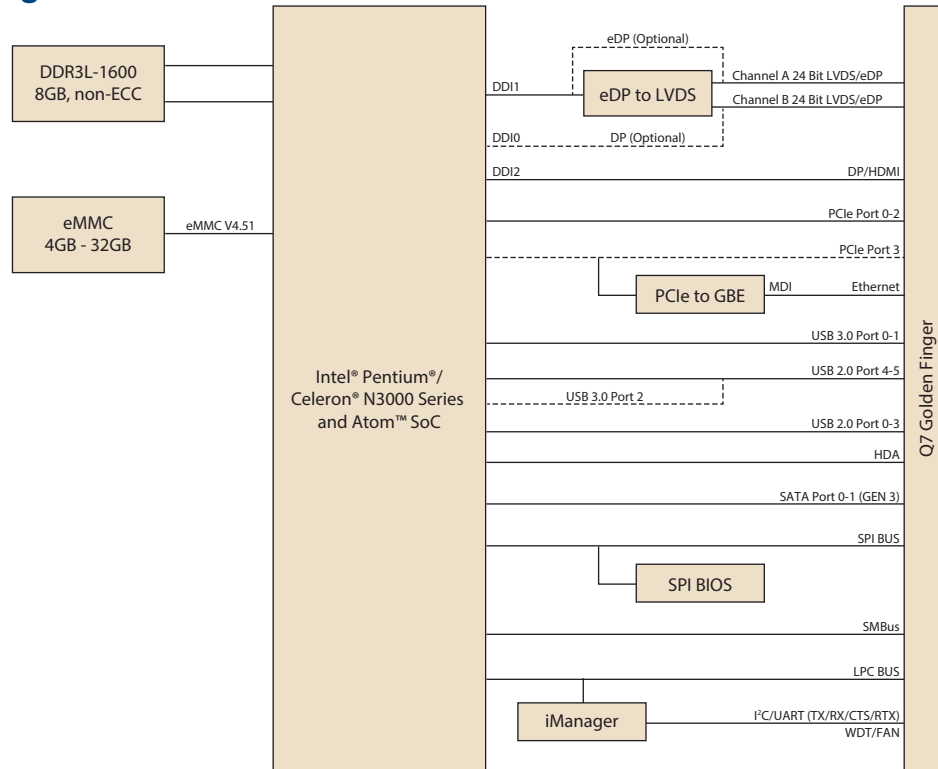 DDR3L-1600
8GB, non-ECC
eMMC
4GB - 32GB
eMMC V4.51
Intel® Pentium®/
Celeron® N3000 Series
and Atom™ SoC
eDP (Optional)
DDI1
eDP to LVDS
Channel A 24 Bit LVDS/eDP
Channel B 24 Bit LVDS/eDP
DDI0
DP (Optional)
DDI2
DP/HDMI
PCIe Port 0-2
PCIe Port 3
PCIe to GBE
MDI
Ethernet
USB 3.0 Port 0-1
USB 2.0 Port 4-5
USB 3.0 Port 2
USB 2.0 Port 0-3
HDA
SATA Port 0-1 (GEN 3)
SPI BUS
SPI BIOS
SMBus
LPC BUS
iManager
I²C/UART (TX/RX/CTS/RTX)
WDT/FAN
Q7 Golden Finger